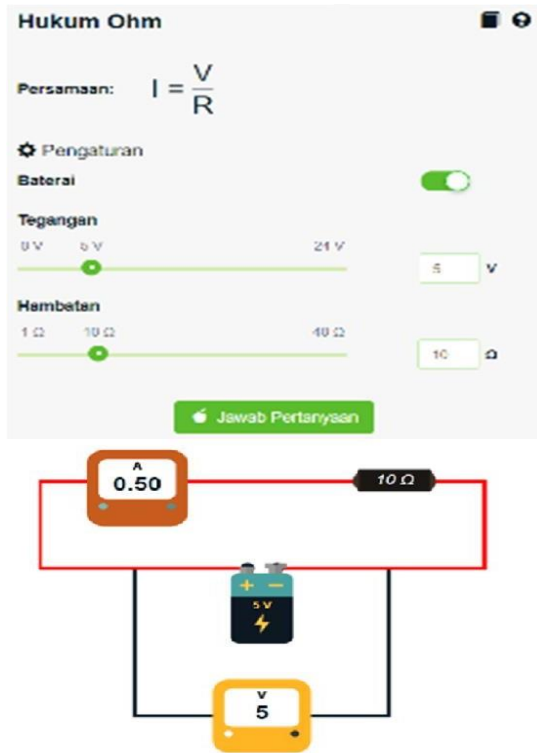 Hukum Ohm
Persamaan: I = V/R
Pengaturan
Baterai
Tegangan
0 V 5 V 24 V
5 V
Hambatan
1 Ω 10 Ω 40 Ω
10 Ω
Jawab Pertanyaan
A
0.50
10 Ω
+ −
5 V
V
5